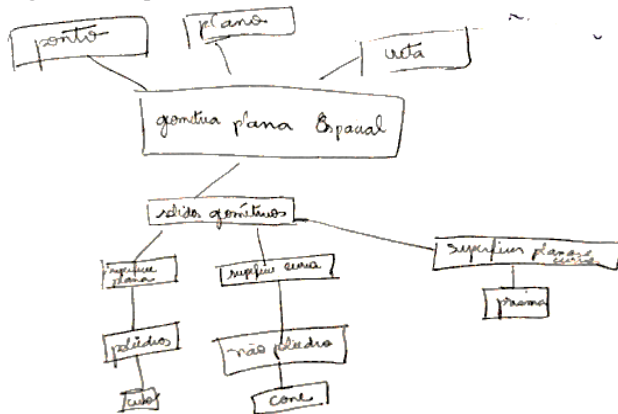 ponto
plano
reta
geometria plana Espacial
sólidos geométricos
superfície plana e
curva
superfície
plana
superfície curva
prisma
poliedros
não poliedro
cubo
cone